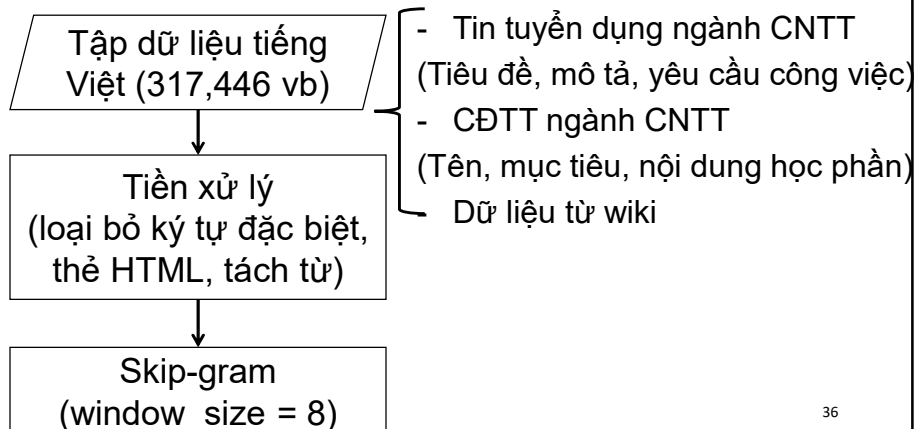 Tập dữ liệu tiếng
Việt (317,446 vb)
- Tin tuyển dụng ngành CNTT
(Tiêu đề, mô tả, yêu cầu công việc)
- CĐTT ngành CNTT
(Tên, mục tiêu, nội dung học phần)
- Dữ liệu từ wiki
Tiền xử lý
(loại bỏ ký tự đặc biệt,
thẻ HTML, tách từ)
Skip-gram
(window size = 8)
36